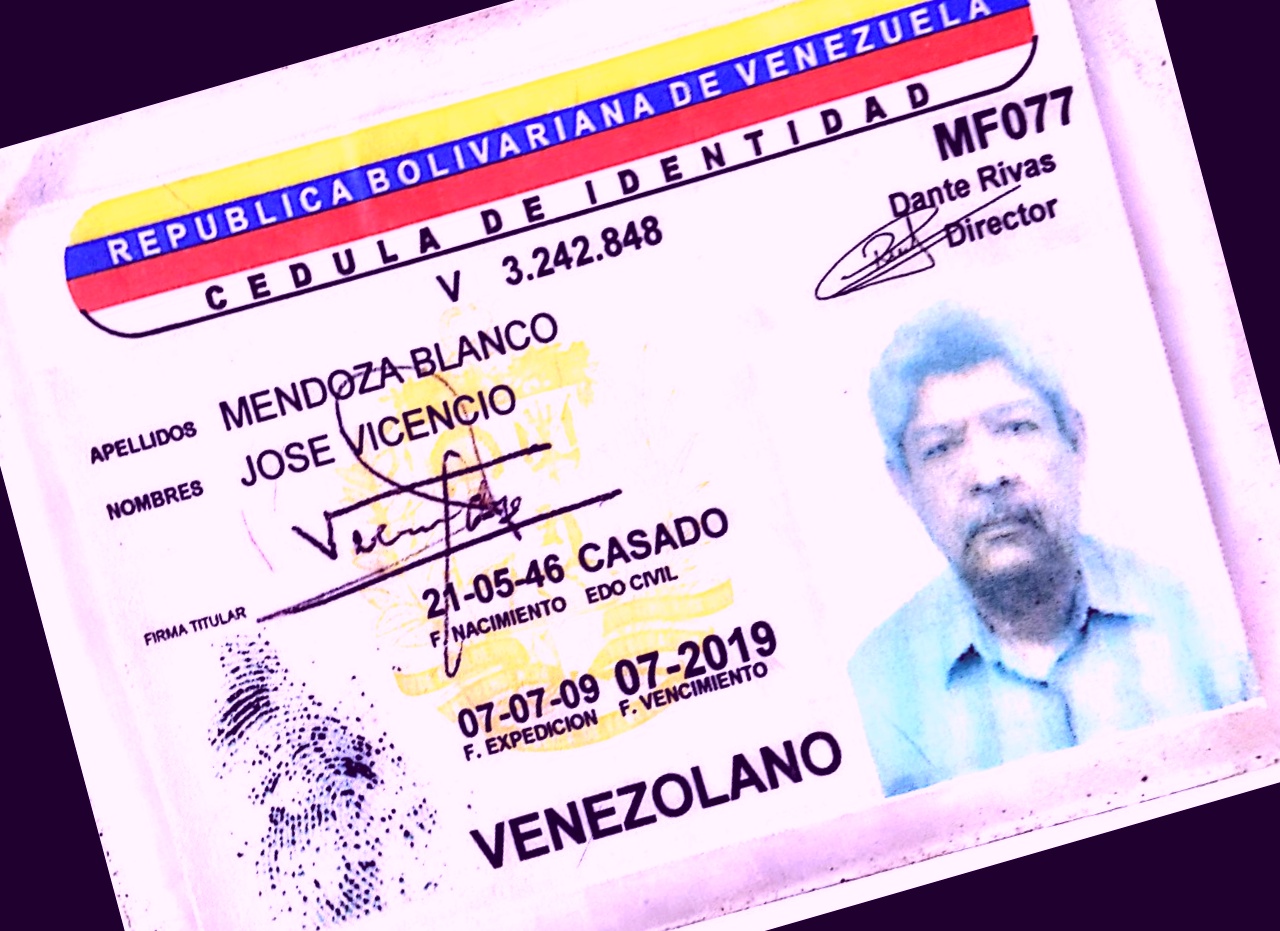 REPUBLICA BOLIVARIANA DE VENEZUELA
CEDULA DE IDENTIDAD
MF077
V 3.242.848
Dante Rivas
Director
APELLIDOS MENDOZA BLANCO
NOMBRES JOSE VICENCIO
FIRMA TITULAR
21-05-46 CASADO
F. NACIMIENTO EDO CIVIL
07-07-09 07-2019
F. EXPEDICION F. VENCIMIENTO
VENEZOLANO